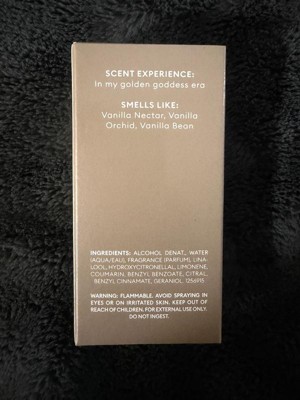 SCENT EXPERIENCE:
In my golden goddess era
SMELLS LIKE:
Vanilla Nectar, Vanilla
Orchid, Vanilla Bean
INGREDIENTS: ALCOHOL DENAT., WATER
(AQUA/EAU), FRAGRANCE (PARFUM), LINA-
LOOL, HYDROXYCITRONELLAL, LIMONENE,
COUMARIN, BENZYL BENZOATE, CITRAL,
BENZYL CINNAMATE, GERANIOL.
WARNING: FLAMMABLE. AVOID SPRAYING IN
EYES OR ON IRRITATED SKIN. KEEP OUT OF
REACH OF CHILDREN. FOR EXTERNAL USE ONLY.
DO NOT INGEST.